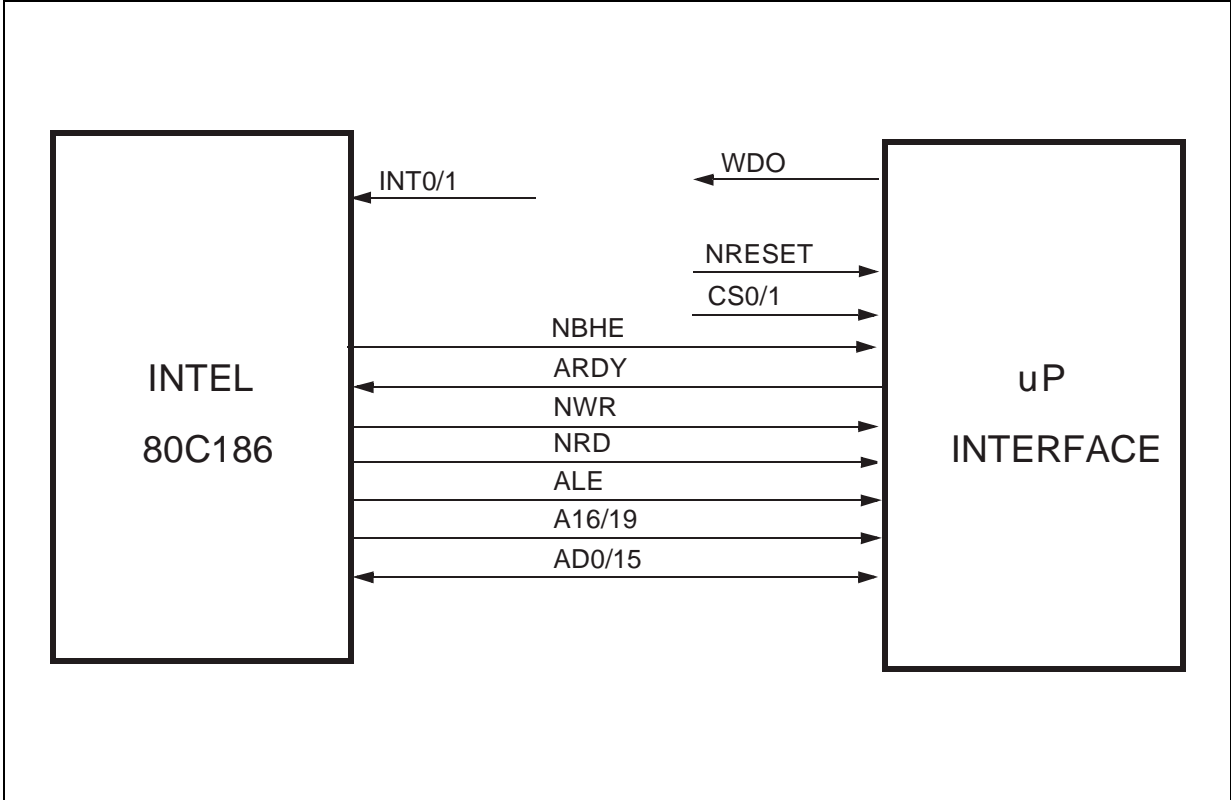 WDO
INT0/1
NRESET
CS0/1
NBHE
ARDY
NWR
NRD
ALE
A16/19
AD0/15
INTEL
80C186
uP
INTERFACE